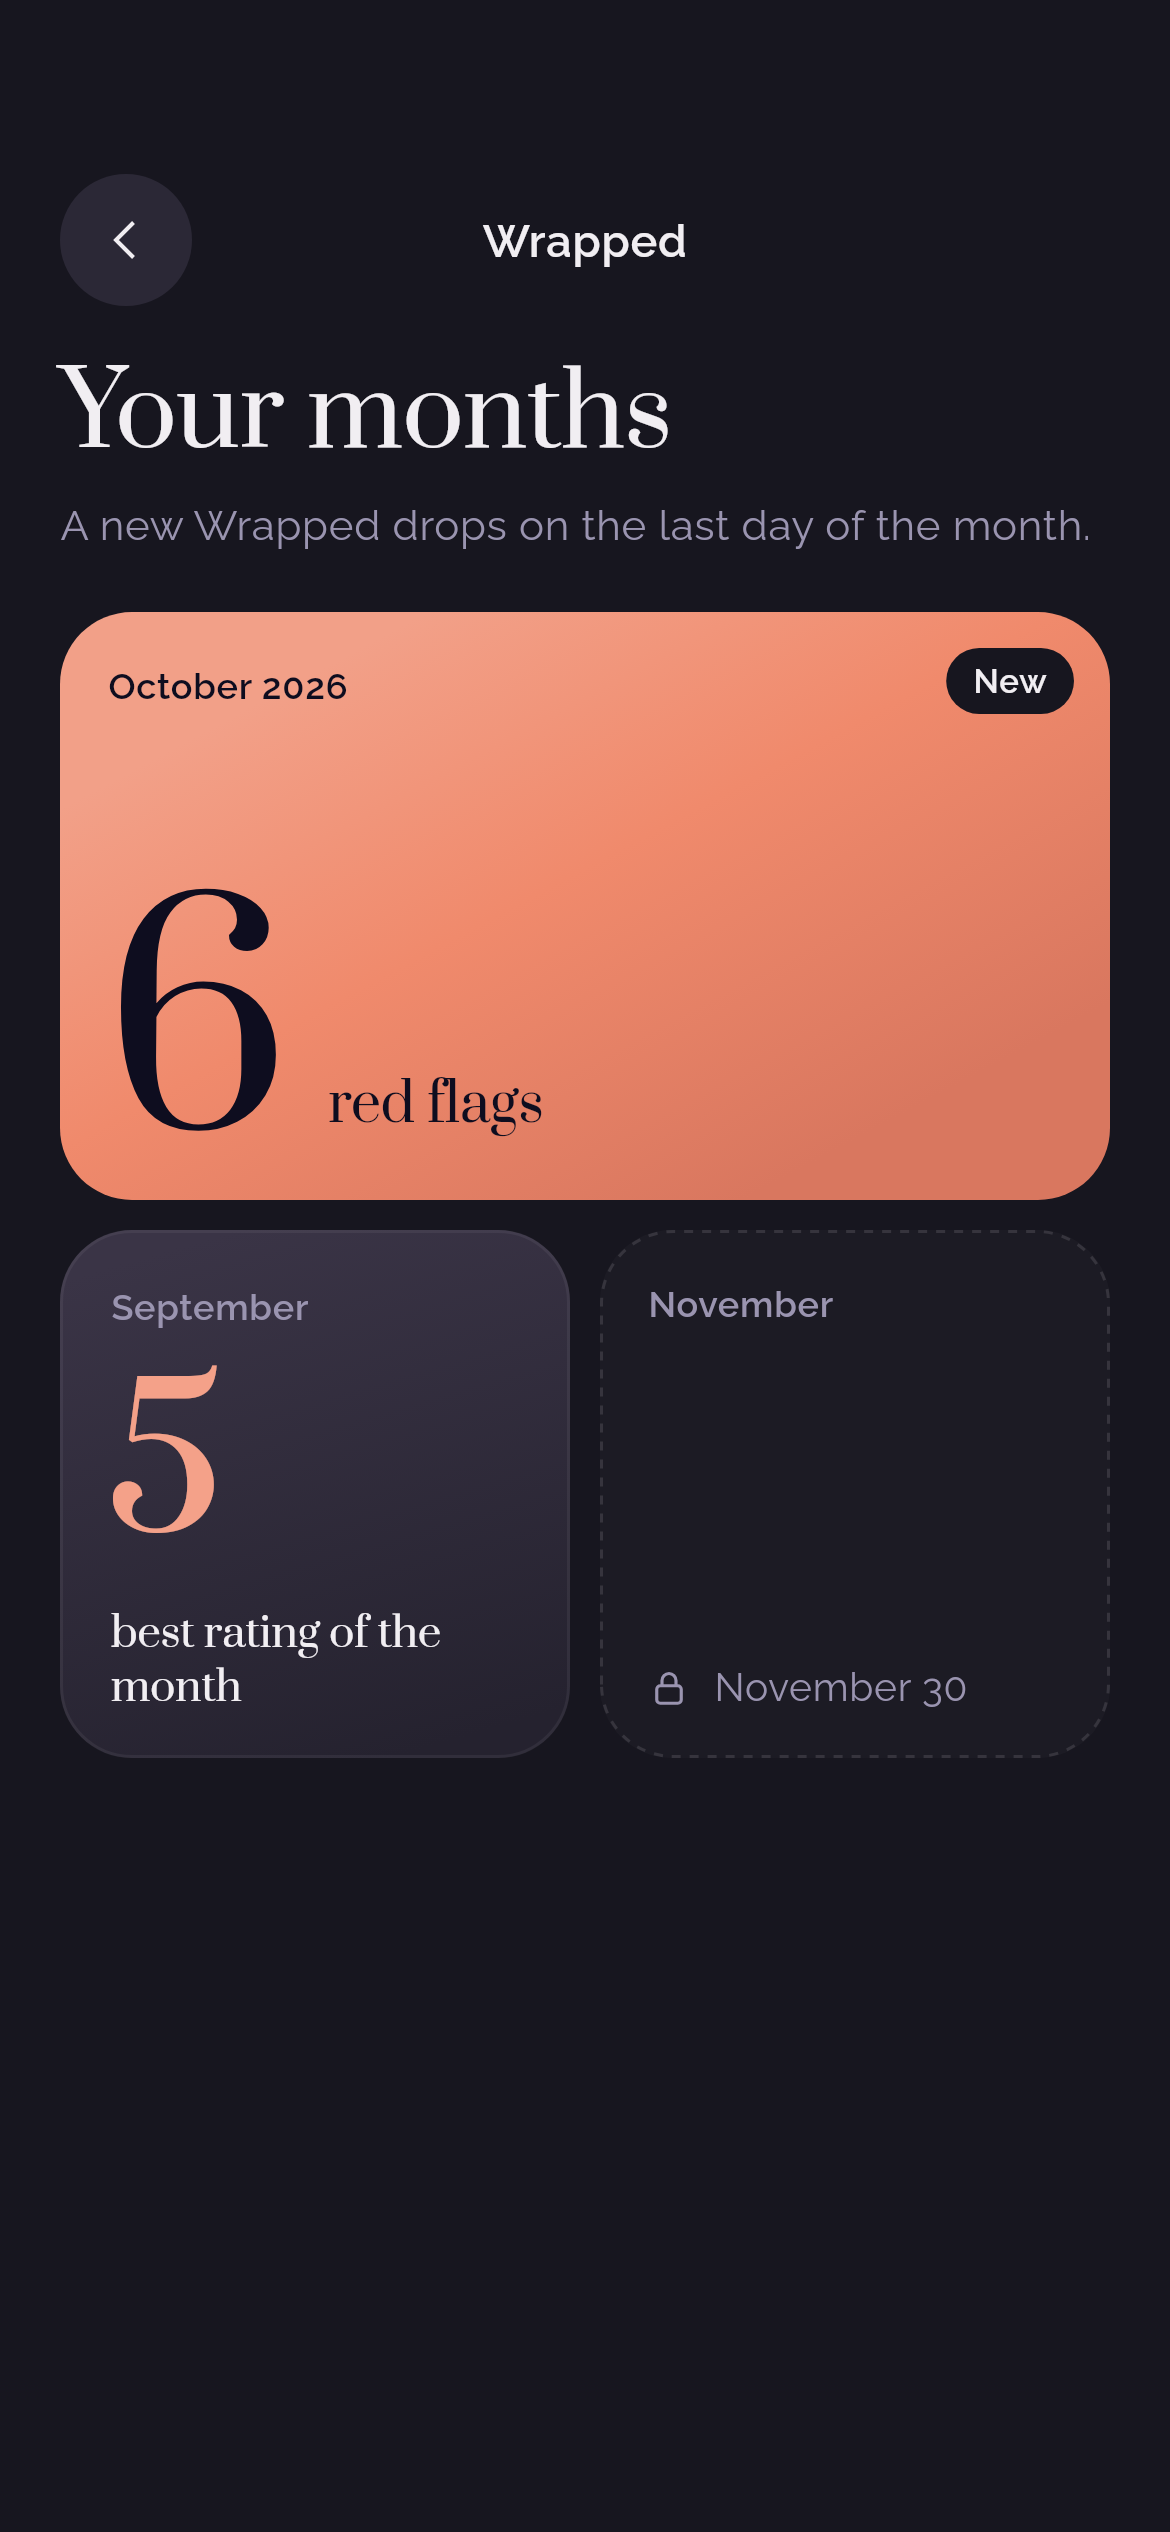 Wrapped
Your months
A new Wrapped drops on the last day of the month.
October 2026
New
6
red flags
September
5
best rating of the
month
November
November 30